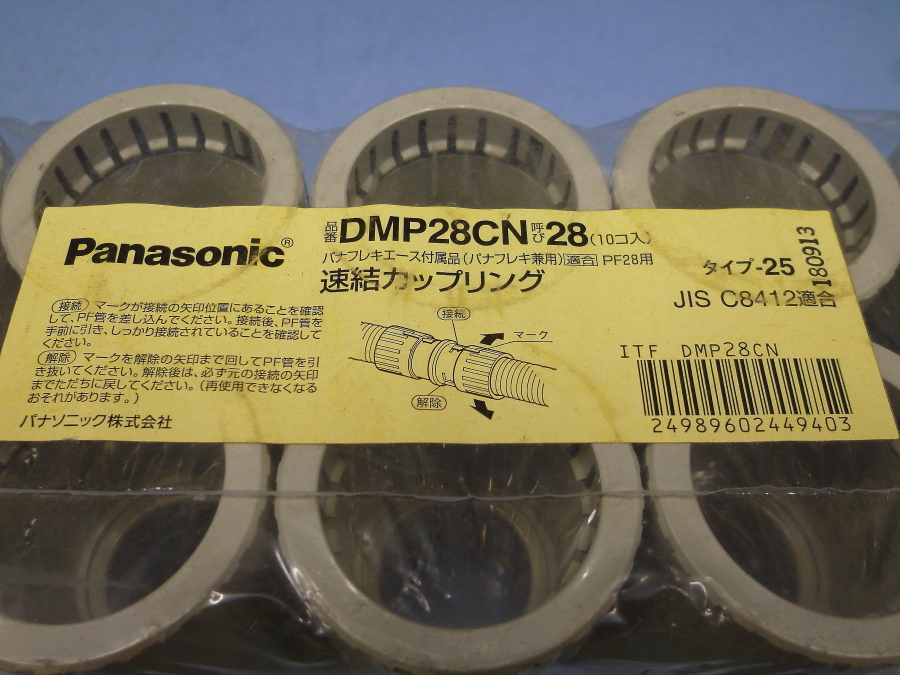 Panasonic®
品番 DMP28CN 呼び 28 (10コ入)
パナフレキエース付属品(パナフレキ兼用)[適合] PF28用
速結カップリング
タイプ-25
180913
JIS C8412適合
接続 マークが接続の矢印位置にあることを確認
して、PF管を差し込んでください。接続後、PF管を
手前に引き、しっかり接続されていることを確認して
ください。
解除 マークを解除の矢印まで回してPF管を引
き抜いてください。解除後は、必ず元の接続の矢印
までただちに戻してください。(再使用できなくなる
おそれがあります。)
パナソニック株式会社
接続
マーク
解除
ITF DMP28CN
24989602449403